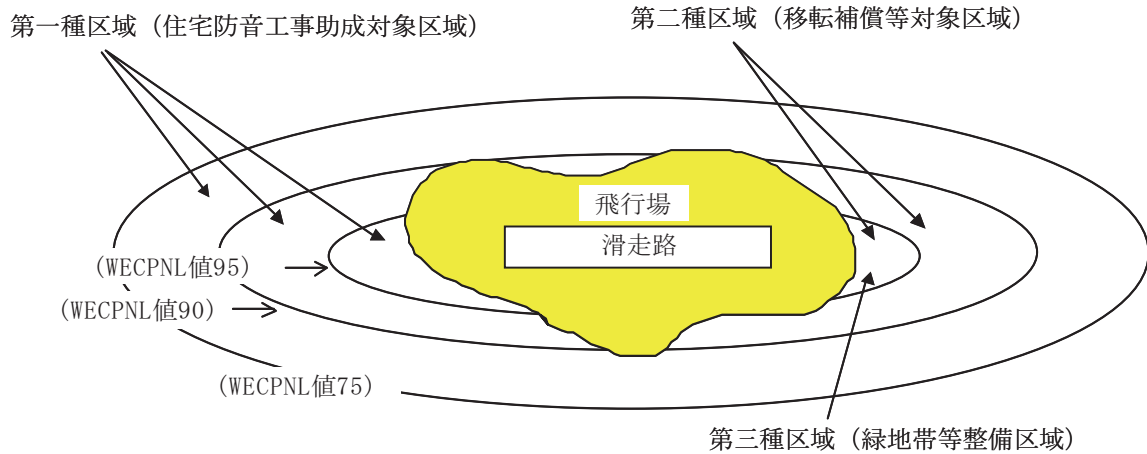 第一種区域（住宅防音工事助成対象区域）
第二種区域（移転補償等対象区域）
飛行場
滑走路
（WECPNL値95）
（WECPNL値90）
（WECPNL値75）
第三種区域（緑地帯等整備区域）